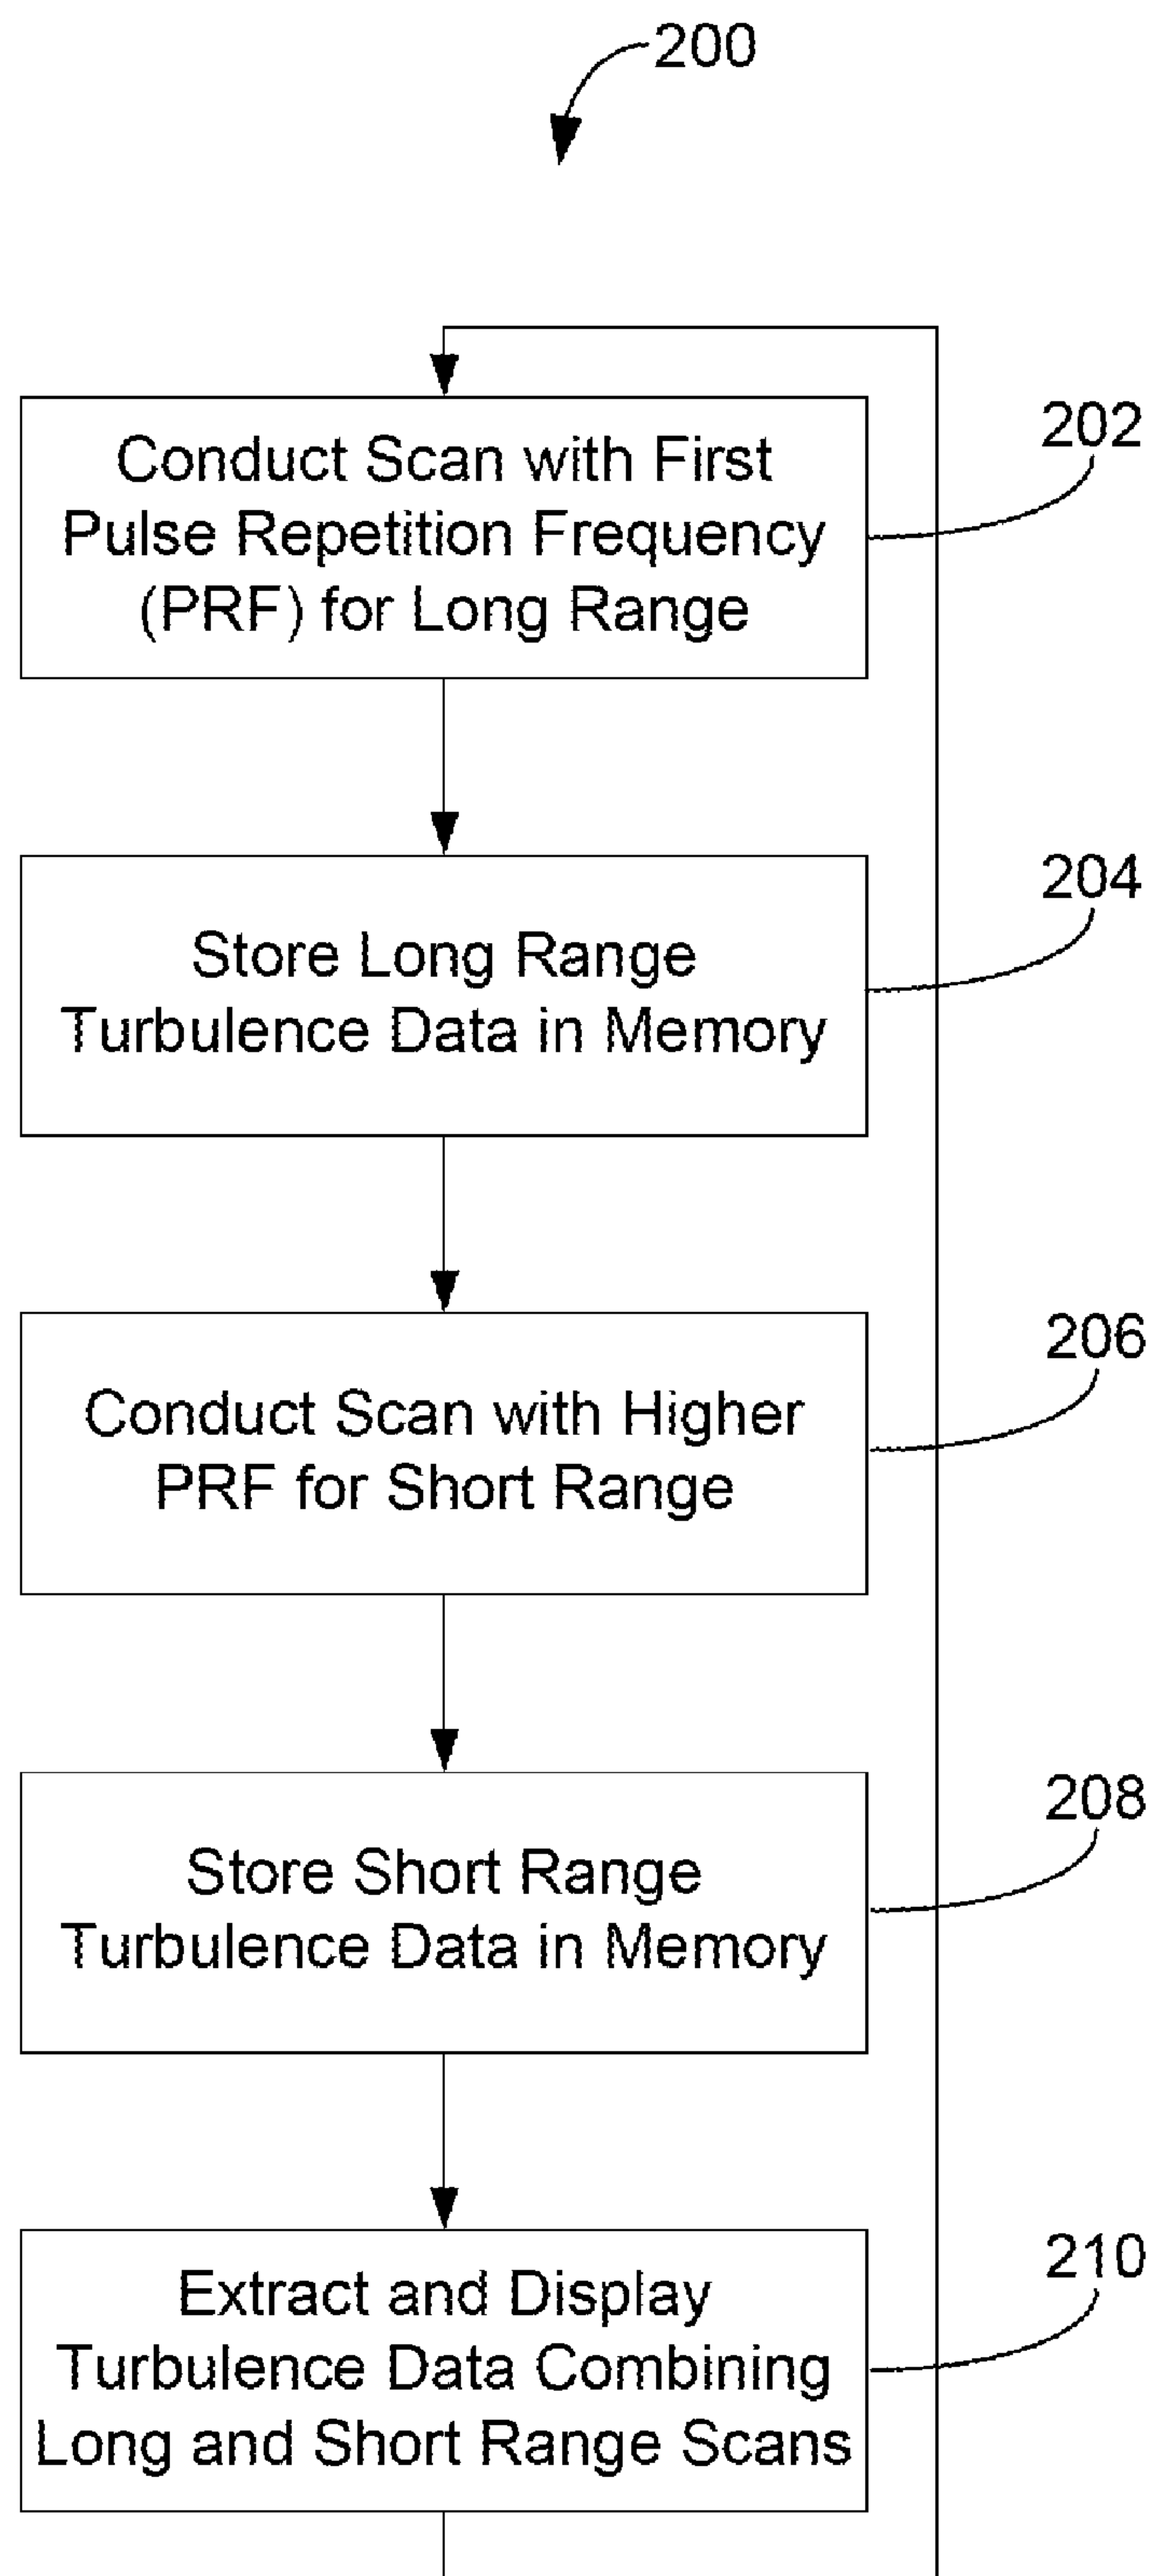 200
Conduct Scan with First
Pulse Repetition Frequency
(PRF) for Long Range
202
Store Long Range
Turbulence Data in Memory
204
Conduct Scan with Higher
PRF for Short Range
206
Store Short Range
Turbulence Data in Memory
208
Extract and Display
Turbulence Data Combining
Long and Short Range Scans
210